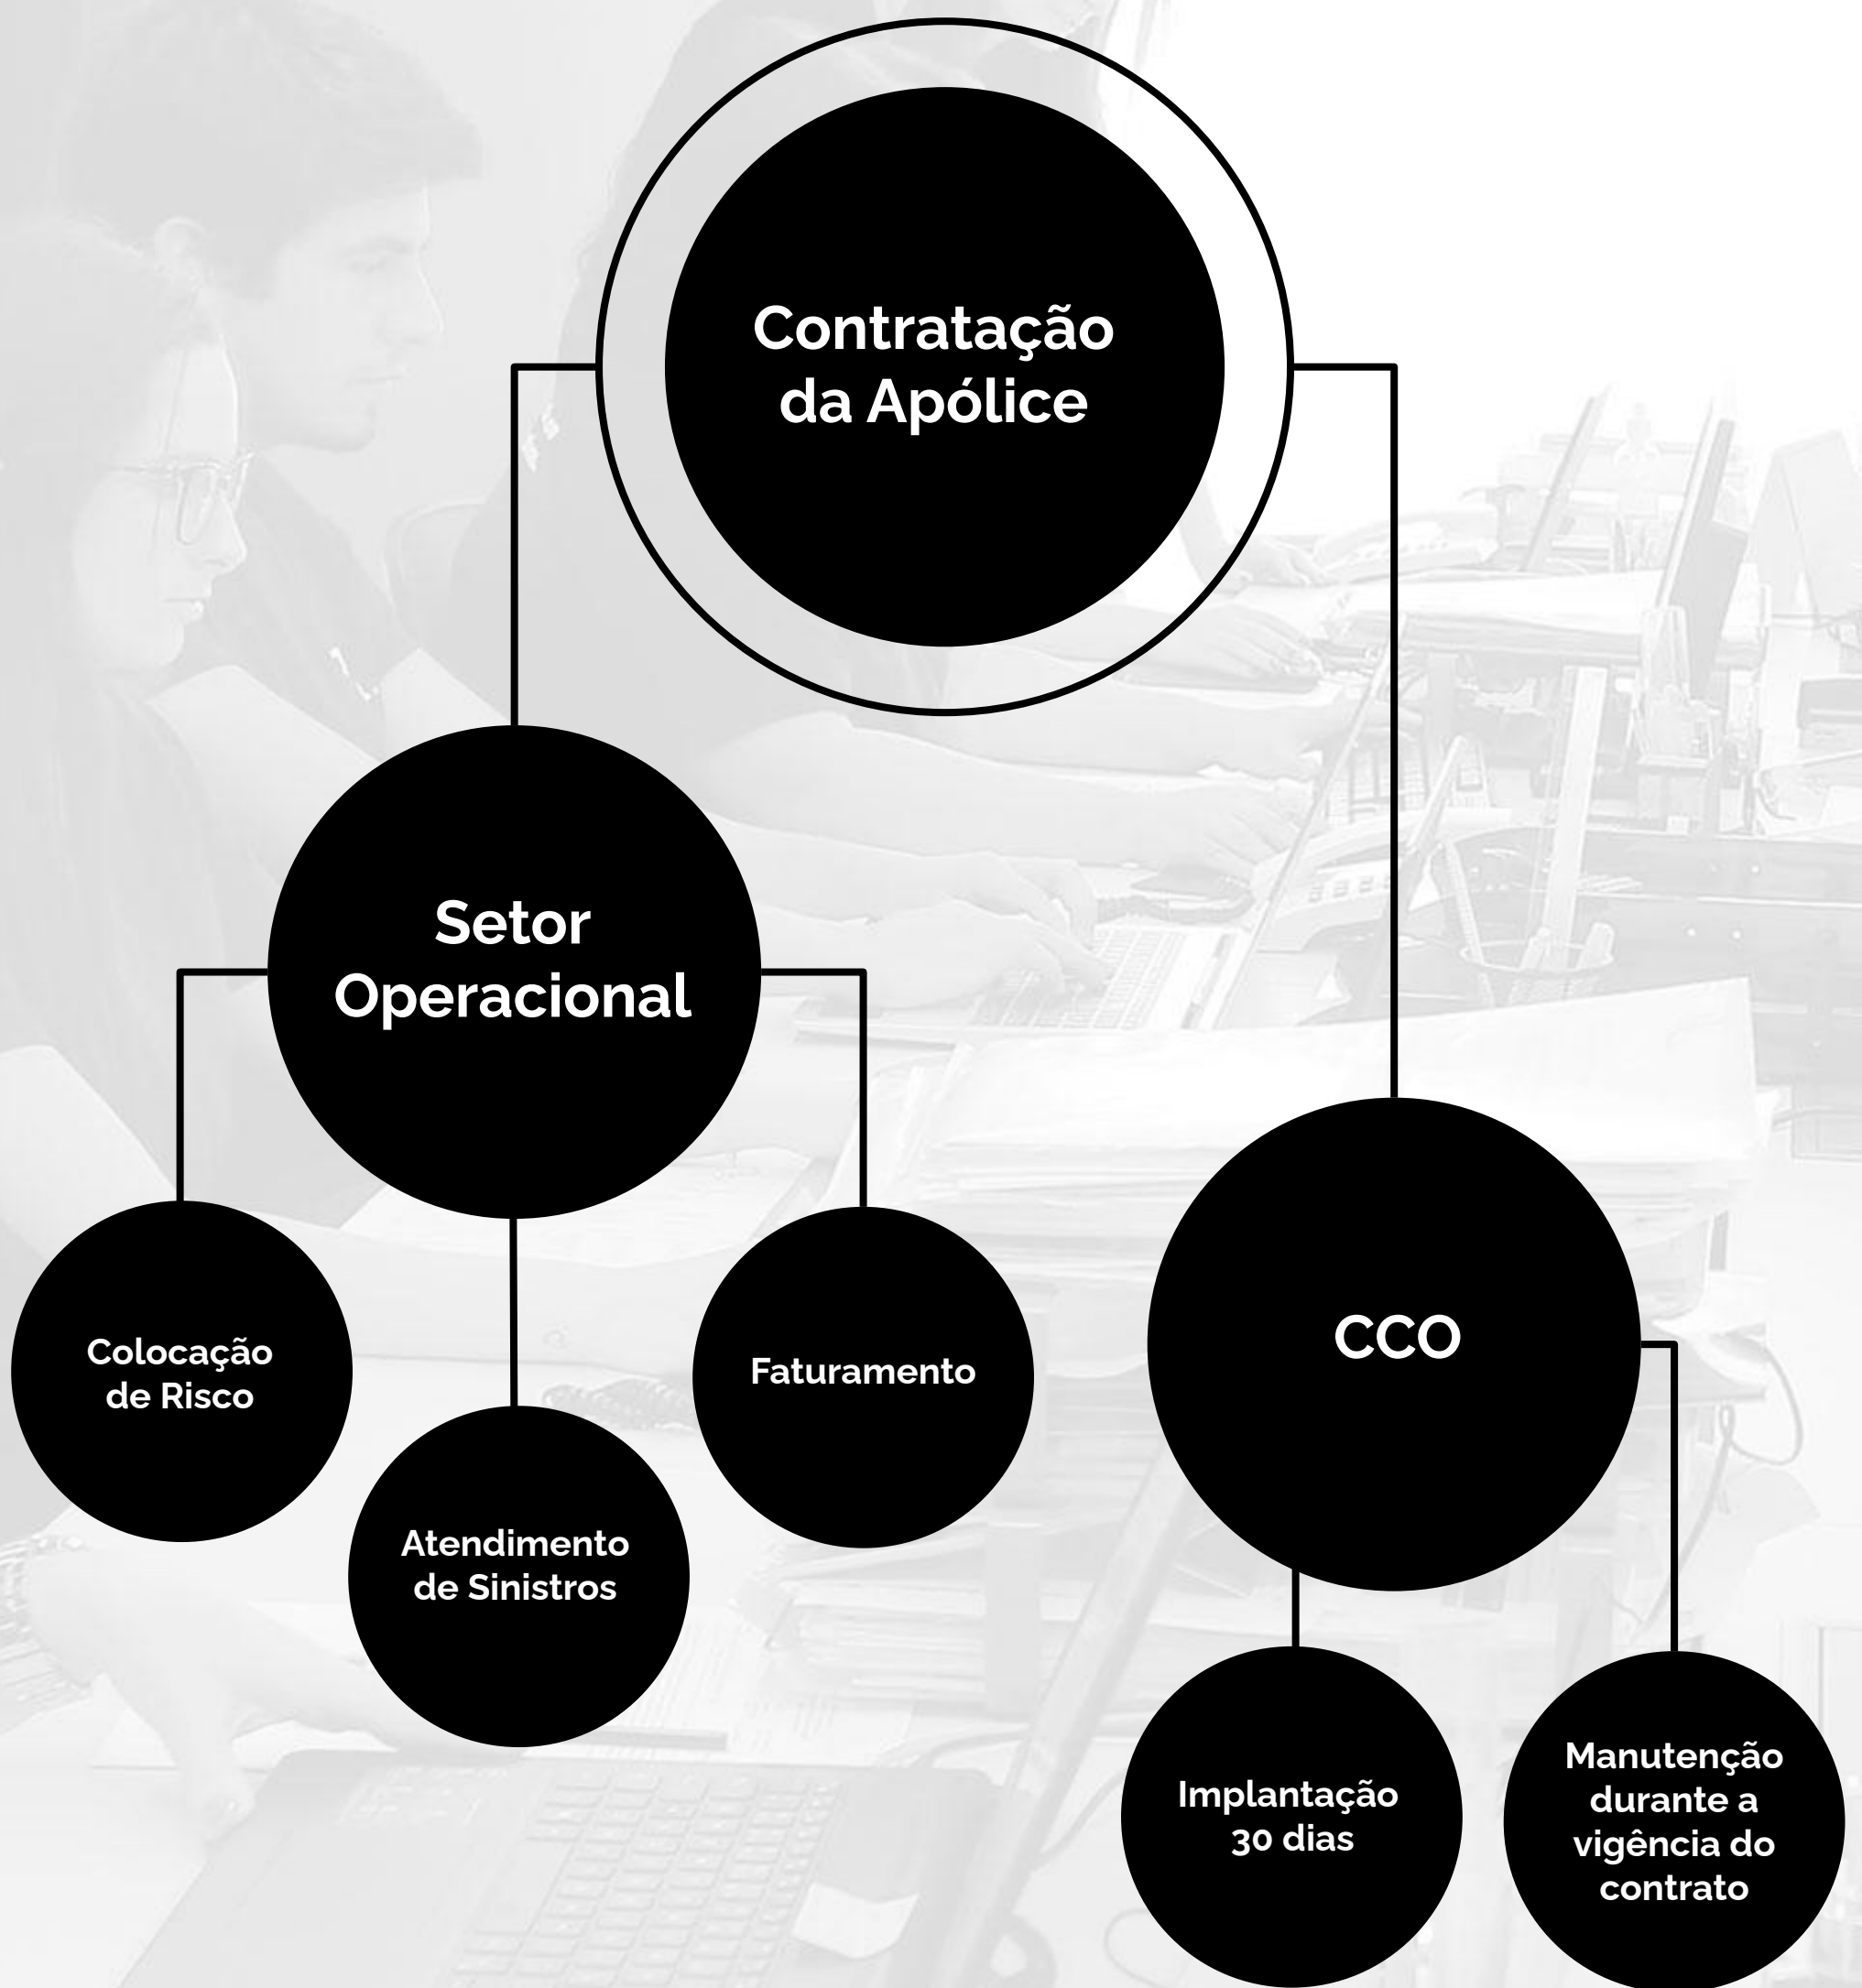 Contratação
da Apólice
Setor
Operacional
Colocação
de Risco
Atendimento
de Sinistros
Faturamento
CCO
Implantação
30 dias
Manutenção
durante a
vigência do
contrato